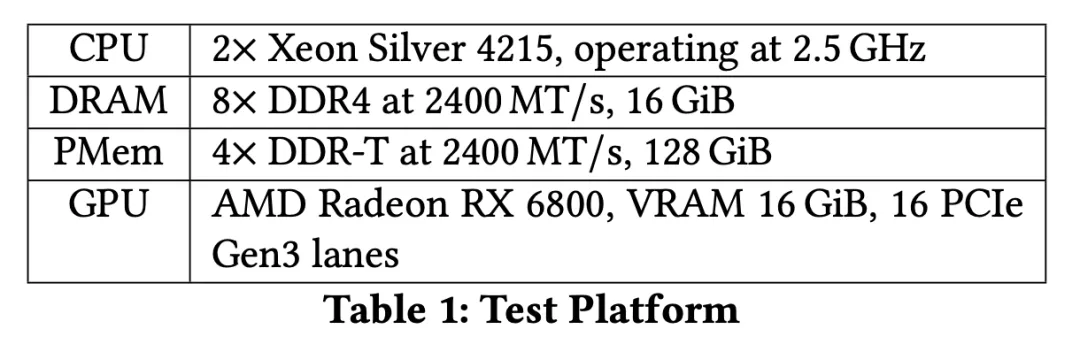 CPU 2× Xeon Silver 4215, operating at 2.5 GHz
DRAM 8× DDR4 at 2400 MT/s, 16 GiB
PMem 4× DDR-T at 2400 MT/s, 128 GiB
GPU AMD Radeon RX 6800, VRAM 16 GiB, 16 PCIe
Gen3 lanes
Table 1: Test Platform